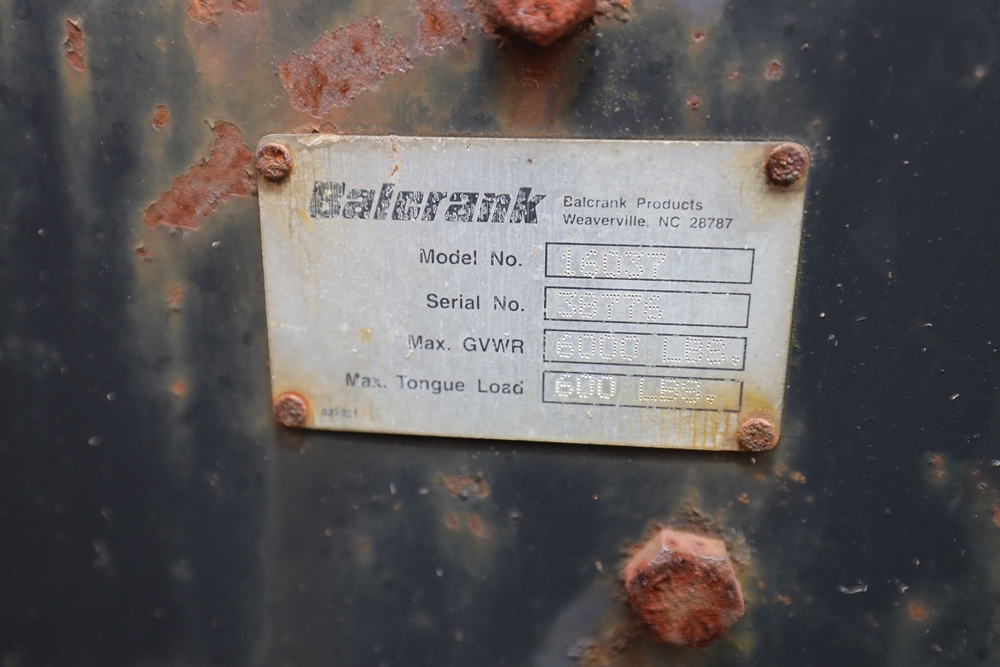 Balcrank
Balcrank Products
Weaverville, NC 28787
Model No. 16037
Serial No. 38776
Max. GVWR 6000 LBS.
Max. Tongue Load 600 LBS.